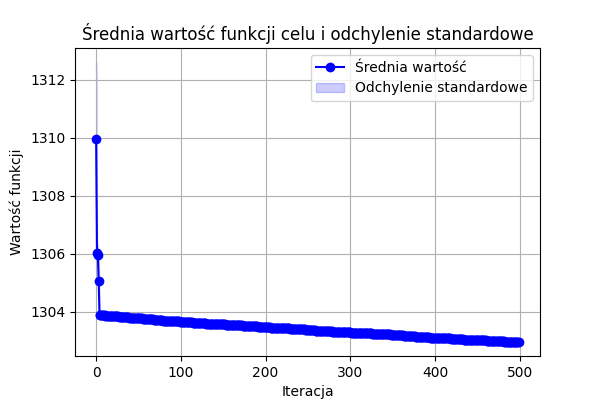 Średnia wartość funkcji celu i odchylenie standardowe
Średnia wartość
Odchylenie standardowe
Wartość funkcji
1312
1310
1308
1306
1304
0
100
200
300
400
500
Iteracja